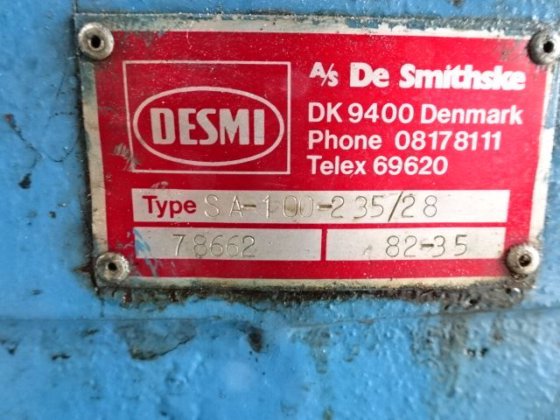 DESMI
A/S De Smithske
DK 9400 Denmark
Phone 08178111
Telex 69620
Type SA-100-235/28
78662 82-35